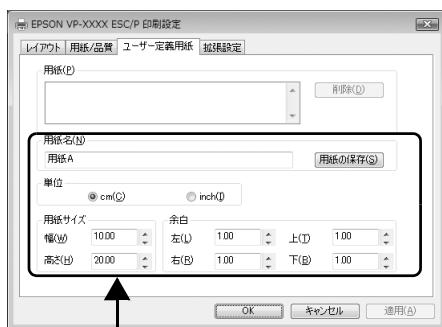 EPSON VP-XXXX ESC/P 印刷設定
レイアウト 用紙/品質 ユーザー定義用紙 拡張設定
用紙(P)
削除(D)
用紙名(N)
用紙A
用紙の保存(S)
単位
cm(C) inch(I)
用紙サイズ 余白
幅(W) 10.00 左(L) 1.00 上(T) 1.00
高さ(H) 20.00 右(R) 1.00 下(B) 1.00
OK キャンセル 適用(A)